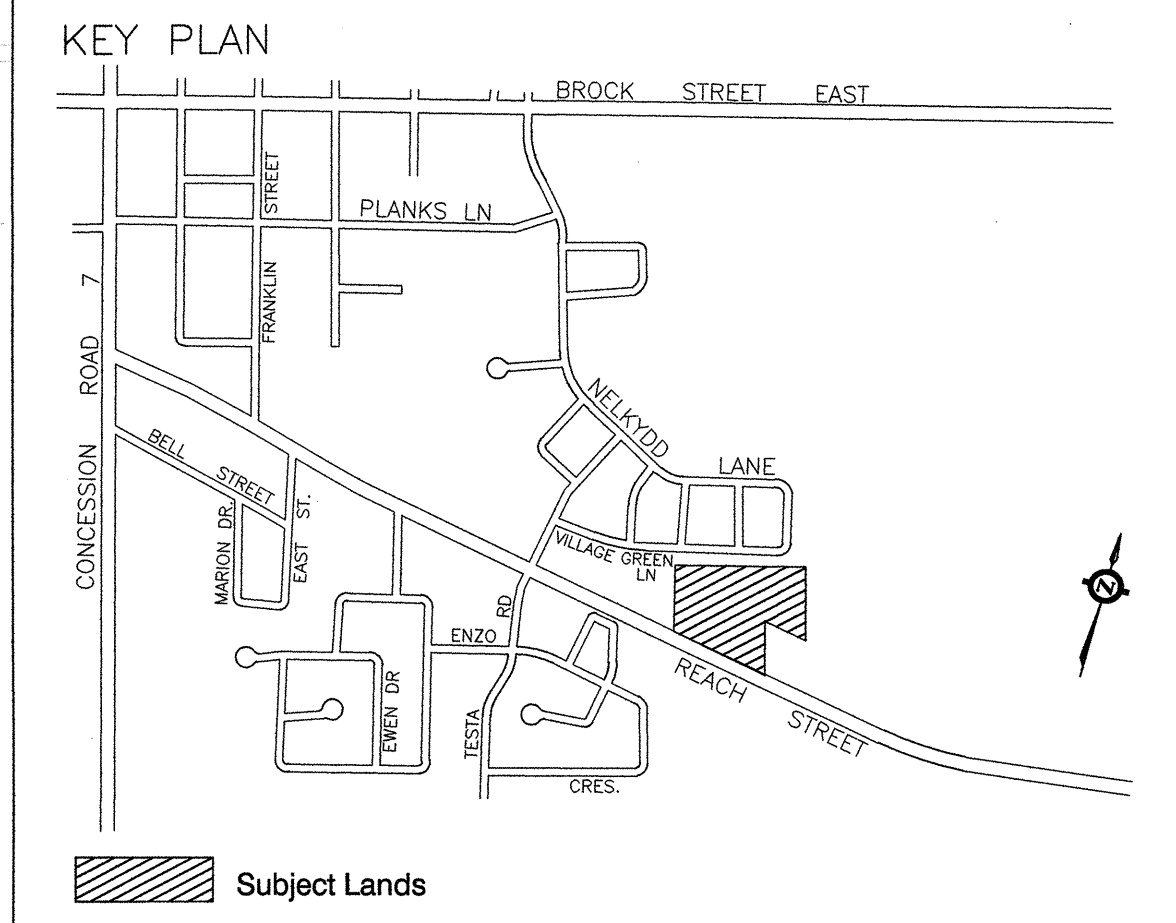 KEY PLAN
BROCK STREET EAST
STREET
PLANKS LN
FRANKLIN
CONCESSION ROAD 7
NELKYDD
LANE
BELL STREET
MARION DR.
EAST ST.
VILLAGE GREEN
LN
RD
ENZO
REACH STREET
EWEN DR
TESTA
CRES.
N
Subject Lands